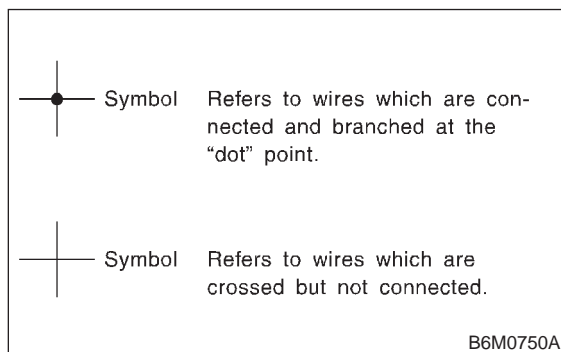 Symbol Refers to wires which are con-
nected and branched at the
“dot” point.
Symbol Refers to wires which are
crossed but not connected.
B6M0750A